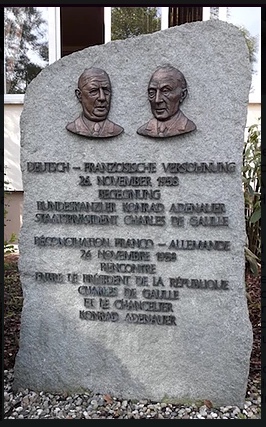 DEUTSCH – FRANZÖSISCHE VERSÖHNUNG
26. NOVEMBER 1958
BEGEGNUNG
BUNDESKANZLER KONRAD ADENAUER
STAATSPRÄSIDENT CHARLES DE GAULLE
RÉCONCILIATION FRANCO – ALLEMANDE
26 NOVEMBRE 1958
RENCONTRE
ENTRE LE PRÉSIDENT DE LA RÉPUBLIQUE
CHARLES DE GAULLE
ET LE CHANCELIER
KONRAD ADENAUER